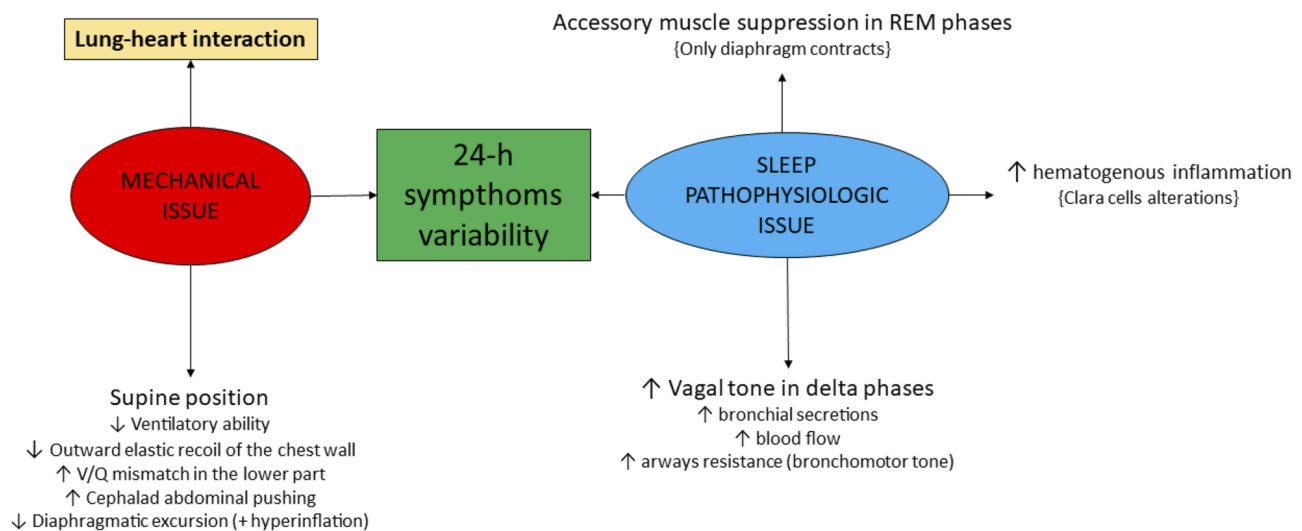 Lung-heart interaction
MECHANICAL
ISSUE
24-h
sympthoms
variability
Supine position
↓ Ventilatory ability
↓ Outward elastic recoil of the chest wall
↑ V/Q mismatch in the lower part
↑ Cephalad abdominal pushing
↓ Diaphragmatic excursion (+ hyperinflation)
Accessory muscle suppression in REM phases
{Only diaphragm contracts}
SLEEP
PATHOPHYSIOLOGIC
ISSUE
↑ hematogenous inflammation
{Clara cells alterations}
↑ Vagal tone in delta phases
↑ bronchial secretions
↑ blood flow
↑ arways resistance (bronchomotor tone)